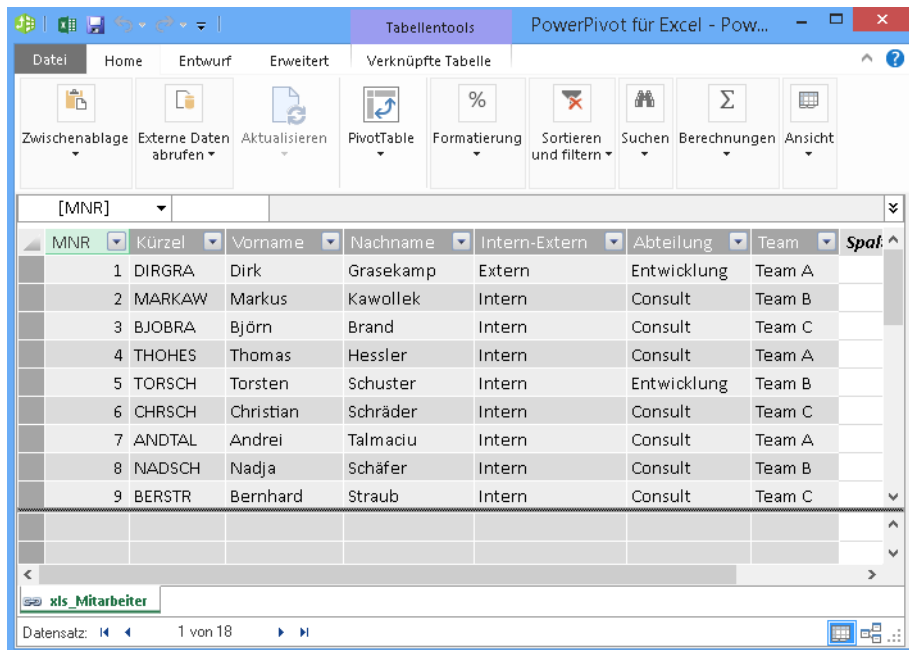 Tabellentools PowerPivot für Excel - Pow...
Datei Home Entwurf Erweitert Verknüpfte Tabelle
Zwischenablage Externe Daten abrufen Aktualisieren PivotTable Formatierung Sortieren und filtern Suchen Berechnungen Ansicht
[MNR]
MNR Kürzel Vorname Nachname Intern-Extern Abteilung Team Spal
1 DIRGRA Dirk Grasekamp Extern Entwicklung Team A
2 MARKAW Markus Kawollek Intern Consult Team B
3 BJOBRA Björn Brand Intern Consult Team C
4 THOHES Thomas Hessler Intern Consult Team A
5 TORSCH Torsten Schuster Intern Entwicklung Team B
6 CHRSCH Christian Schräder Intern Consult Team C
7 ANDTAL Andrei Talmaciu Intern Consult Team A
8 NADSCH Nadja Schäfer Intern Consult Team B
9 BERSTR Bernhard Straub Intern Consult Team C
xls_Mitarbeiter
Datensatz: 1 von 18